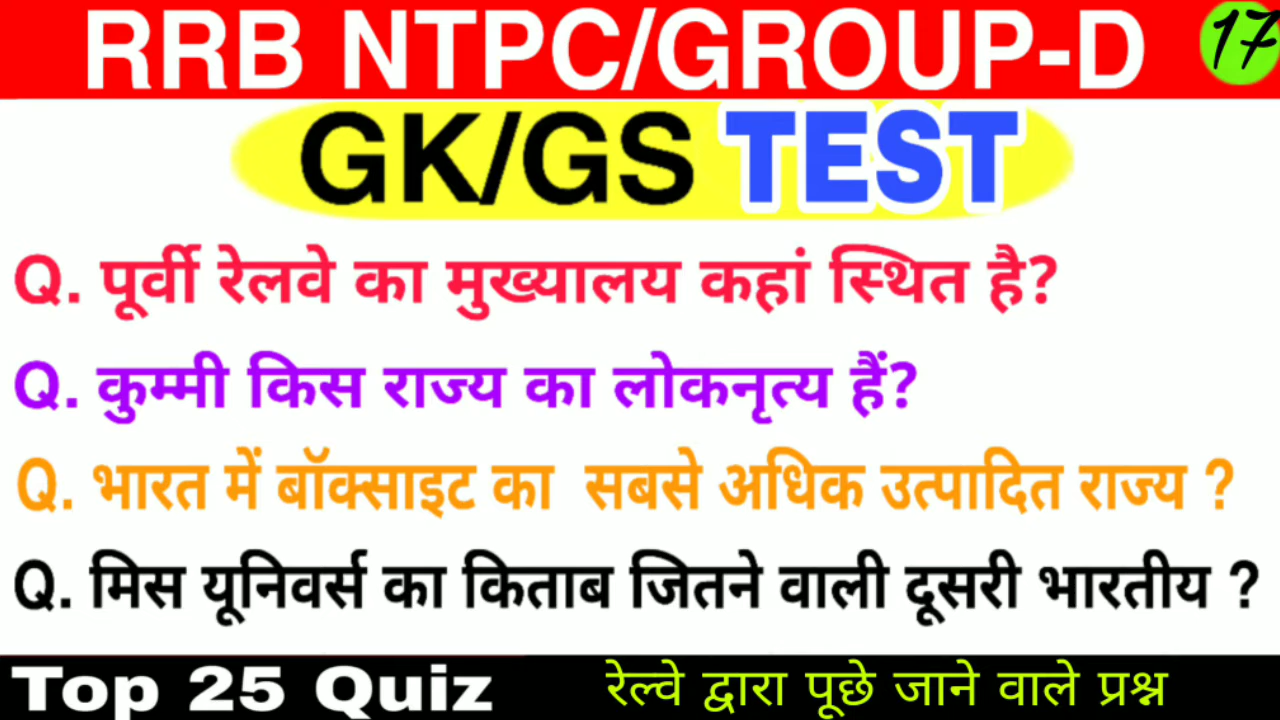 RRB NTPC/GROUP-D 17
GK/GS TEST
Q. पूर्वी रेलवे का मुख्यालय कहां स्थित है?
Q. कुम्मी किस राज्य का लोकनृत्य हैं?
Q. भारत में बॉक्साइट का सबसे अधिक उत्पादित राज्य ?
Q. मिस यूनिवर्स का किताब जितने वाली दूसरी भारतीय ?
Top 25 Quiz रेल्वे द्वारा पूछे जाने वाले प्रश्न